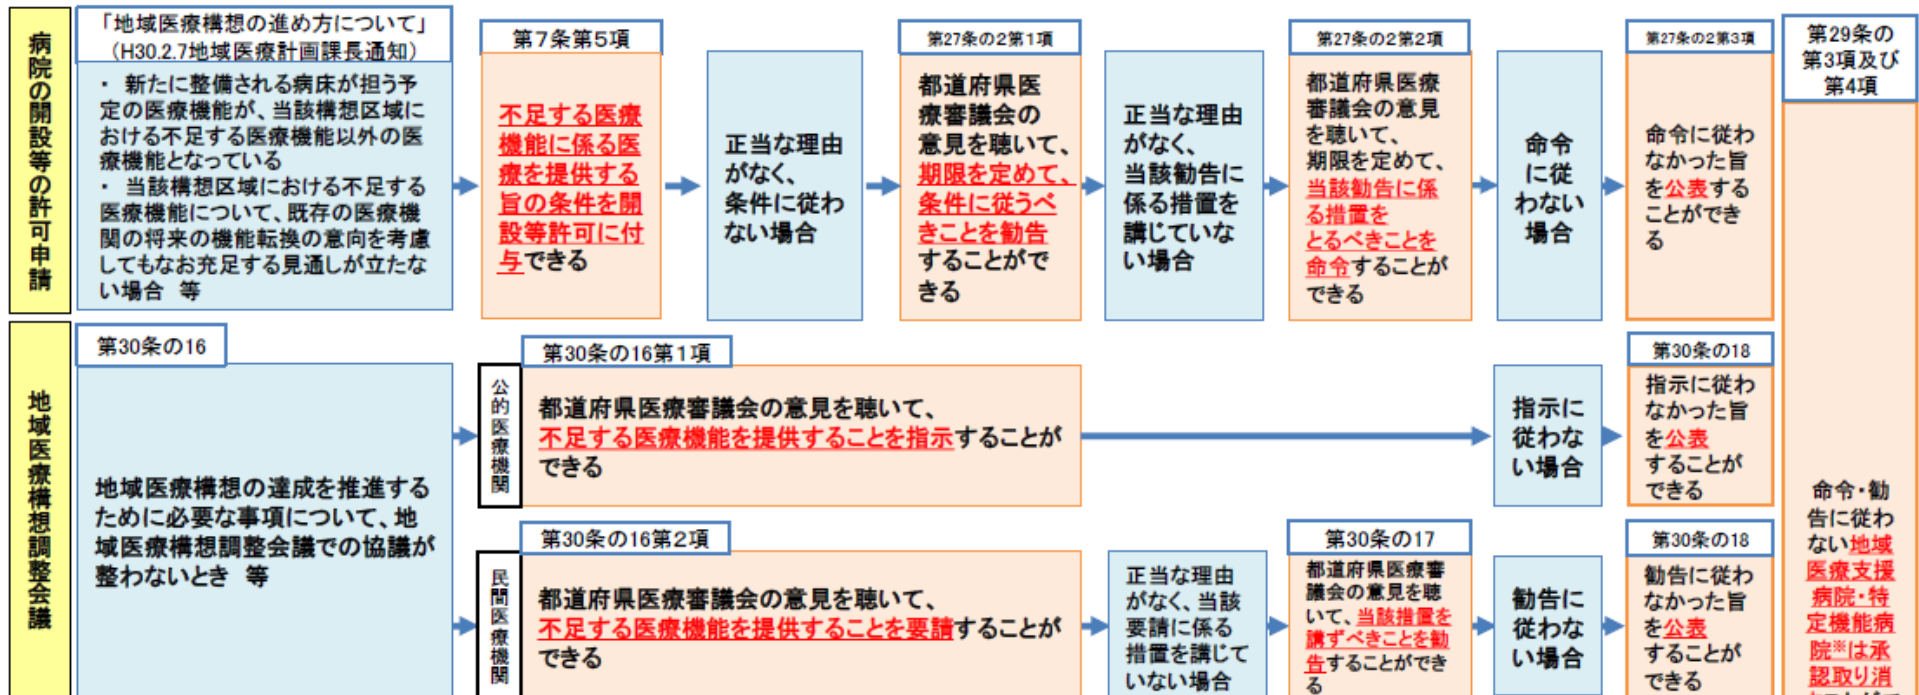 病院の開設等の許可申請
「地域医療構想の進め方について」
（H30.2.7地域医療計画課長通知）
・ 新たに整備される病床が担う予
定の医療機能が、当該構想区域に
おける不足する医療機能以外の医
療機能となっている
・ 当該構想区域における不足する
医療機能について、既存の医療機
関の将来の機能転換の意向を考慮
してもなお充足する見通しが立たな
い場合 等
第7条第5項
不足する医療
機能に係る医
療を提供する
旨の条件を開
設等許可に付
与できる
正当な理由
がなく、
条件に従わ
ない場合
第27条の2第1項
都道府県医
療審議会の
意見を聴いて、
期限を定めて、
条件に従うべ
きことを勧告
することがで
きる
正当な理由
がなく、
当該勧告に
係る措置を
講じていな
い場合
第27条の2第2項
都道府県医療
審議会の意見
を聴いて、
期限を定めて、
当該勧告に係
る措置を
とるべきことを
命令することが
できる
命令
に従
わない
場合
第27条の2第3項
命令に従わ
なかった旨
を公表する
ことができ
る
第29条の
第3項及び
第4項
命令・勧
告に従わ
ない地域
医療支援
病院・特
定機能病
院※は承
認取り消
地域医療構想調整会議
第30条の16
地域医療構想の達成を推進する
ために必要な事項について、地
域医療構想調整会議での協議が
整わないとき 等
公的医療機関
第30条の16第1項
都道府県医療審議会の意見を聴いて、
不足する医療機能を提供することを指示することが
できる
指示に
従わな
い場合
第30条の18
指示に従わ
なかった旨
を公表
することが
できる
民間医療機関
第30条の16第2項
都道府県医療審議会の意見を聴いて、
不足する医療機能を提供することを要請することが
できる
正当な理由
がなく、当該
要請に係る
措置を講じて
いない場合
第30条の17
都道府県医療審
議会の意見を聴
いて、当該措置を
講ずべきことを勧
告することができ
る
勧告に
従わな
い場合
第30条の18
勧告に従わ
なかった旨
を公表
することが
できる